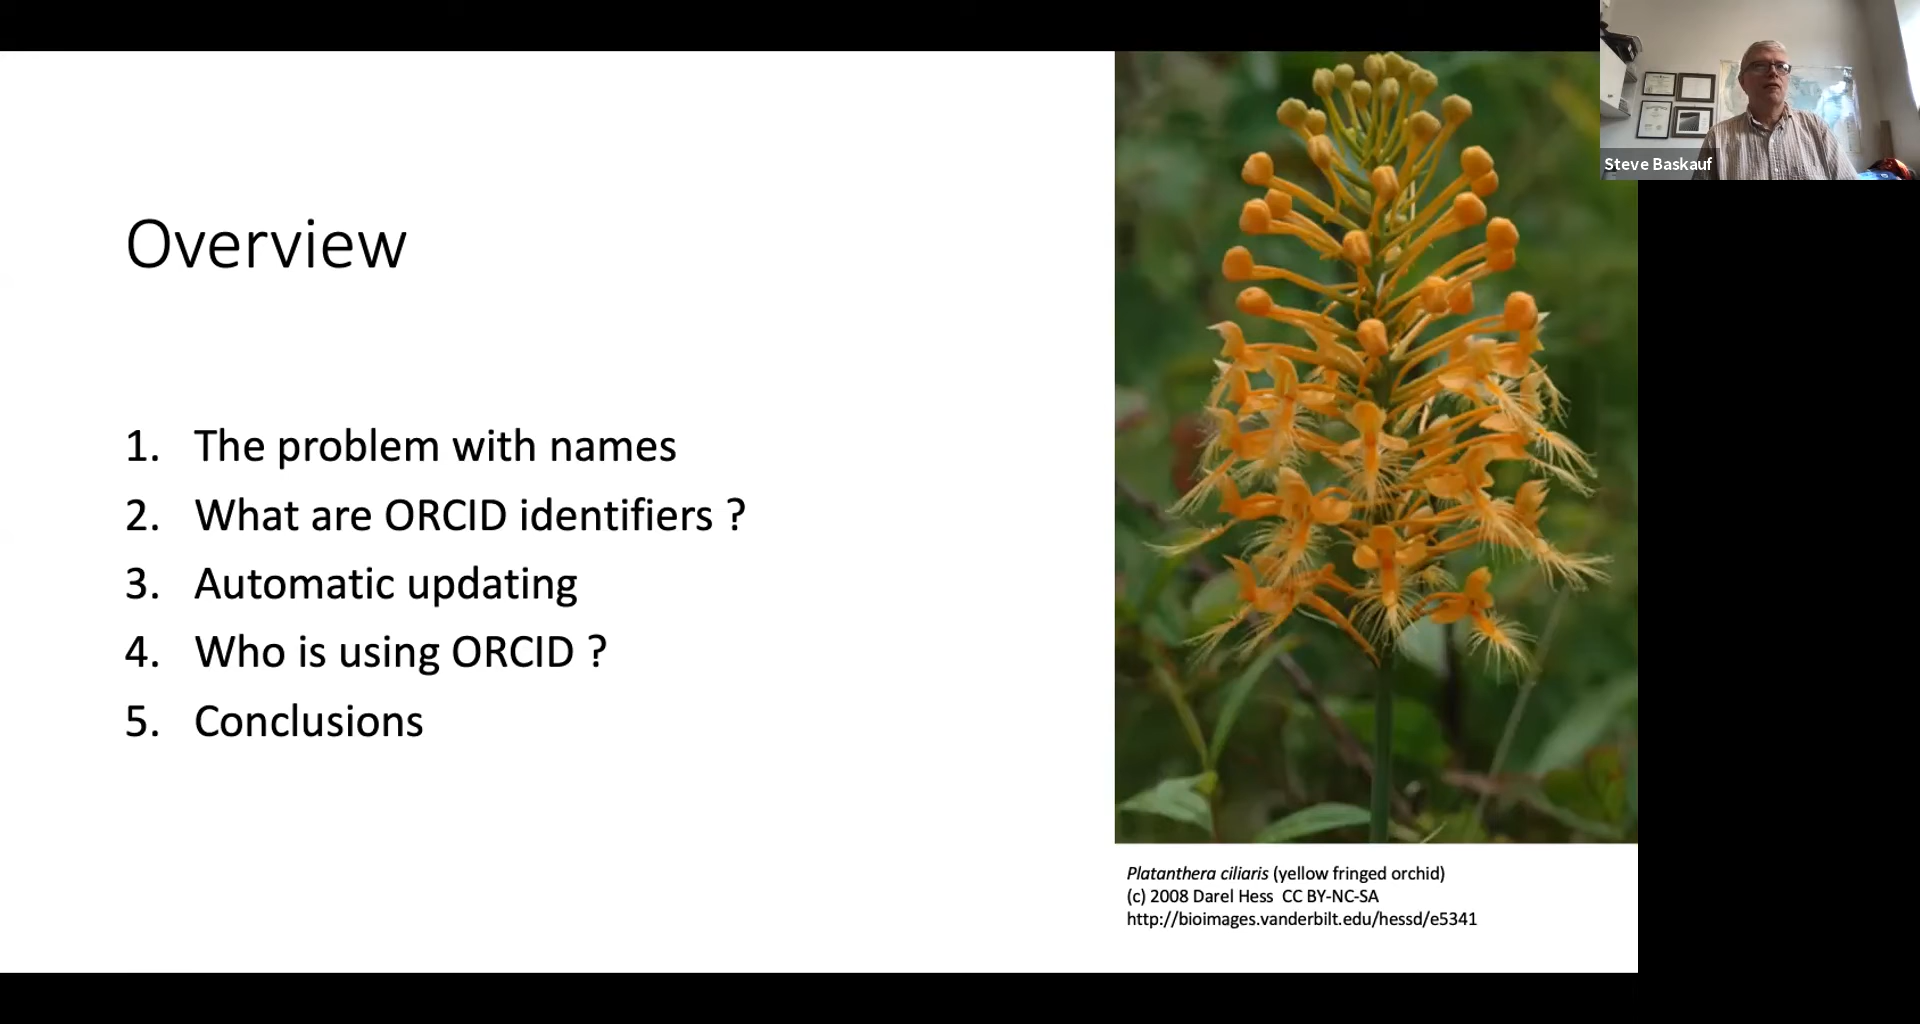 Steve Baskauf
Overview
1. The problem with names
2. What are ORCID identifiers ?
3. Automatic updating
4. Who is using ORCID ?
5. Conclusions
Platanthera ciliaris (yellow fringed orchid)
(c) 2008 Darel Hess CC BY-NC-SA
http://bioimages.vanderbilt.edu/hessd/e5341